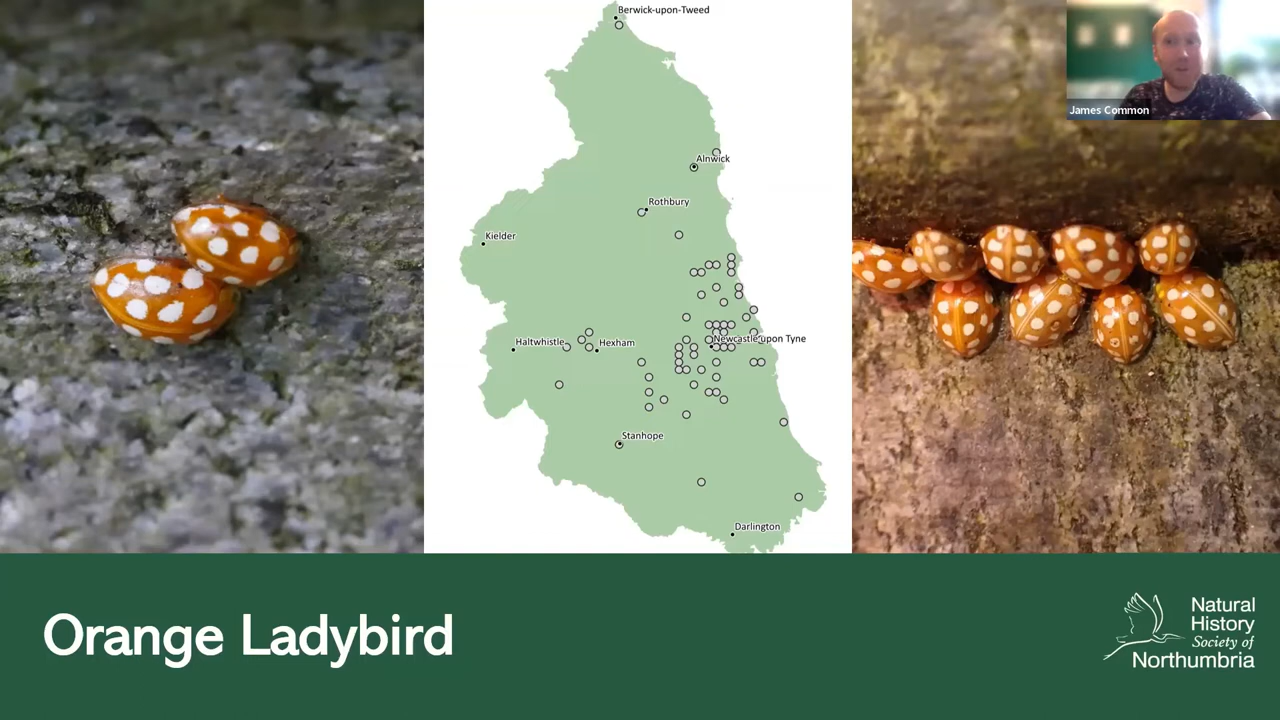 Berwick-upon-Tweed
James Common
Alnwick
Rothbury
Kielder
Haltwhistle
Hexham
Newcastle upon Tyne
Stanhope
Darlington
Orange Ladybird
Natural
History
Society of
Northumbria